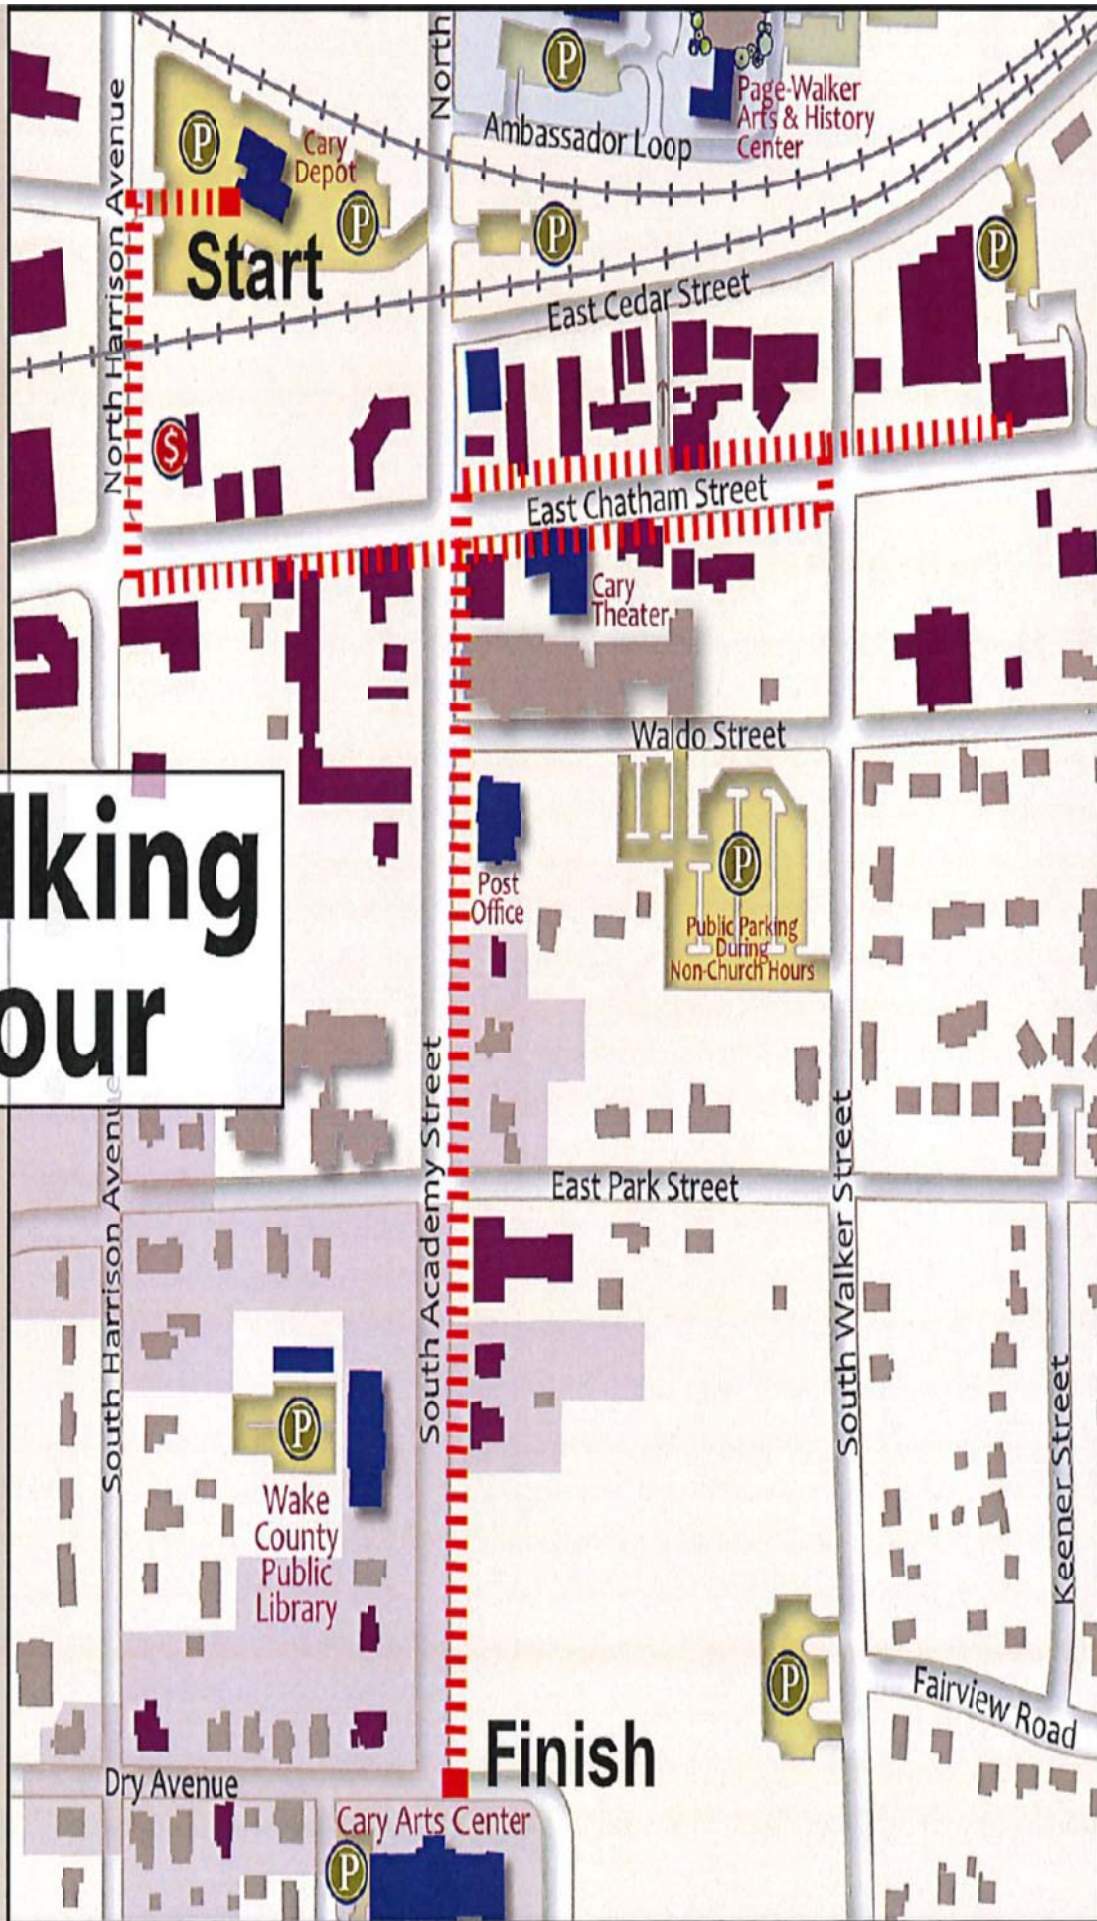 North
P
Page-Walker
Arts & History
Center
Ambassador Loop
P
Cary
Depot
P
P
P
Start
North Harrison Avenue
East Cedar Street
$
East Chatham Street
Cary
Theater
Waldo Street
lking
our
Post
Office
P
Public Parking
During
Non-Church Hours
South Academy Street
East Park Street
South Harrison Avenue
South Walker Street
Keener Street
P
Wake
County
Public
Library
P
Fairview Road
Finish
Dry Avenue
Cary Arts Center
P